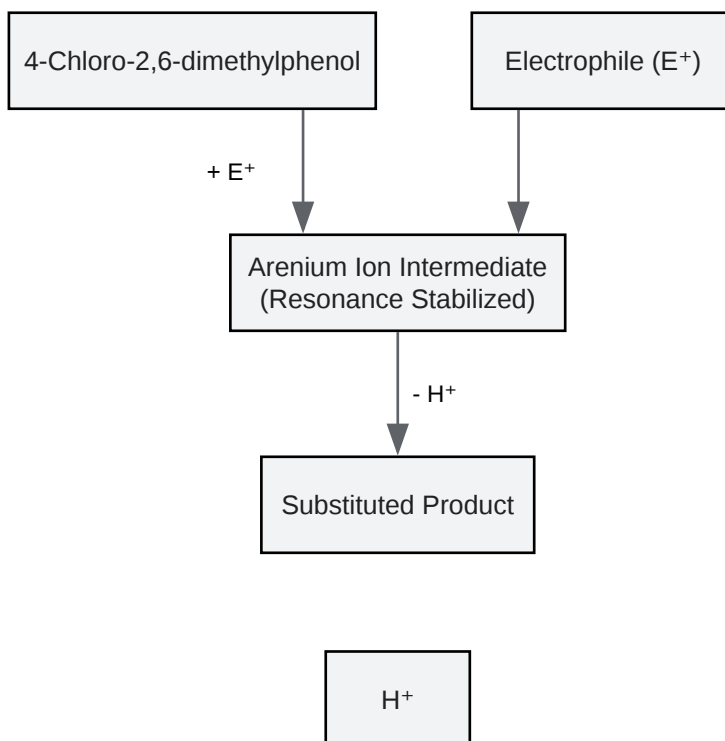 4-Chloro-2,6-dimethylphenol
Electrophile (E⁺)
+ E⁺
Arenium Ion Intermediate
(Resonance Stabilized)
- H⁺
Substituted Product
H⁺